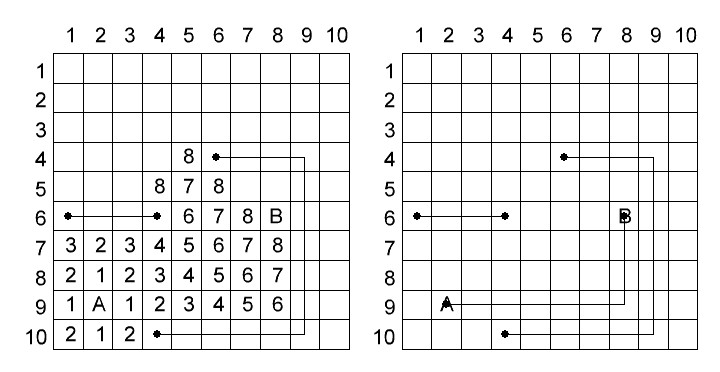 1 2 3 4 5 6 7 8 9 10 1 2 3 4 5 6 7 8 9 10
1 1
2 2
3 3
4 8 4
5 8 7 8 5
6 6 7 8 B 6 B
7 3 2 3 4 5 6 7 8 7
8 2 1 2 3 4 5 6 7 8
9 1 A 1 2 3 4 5 6 9 A
10 2 1 2 10